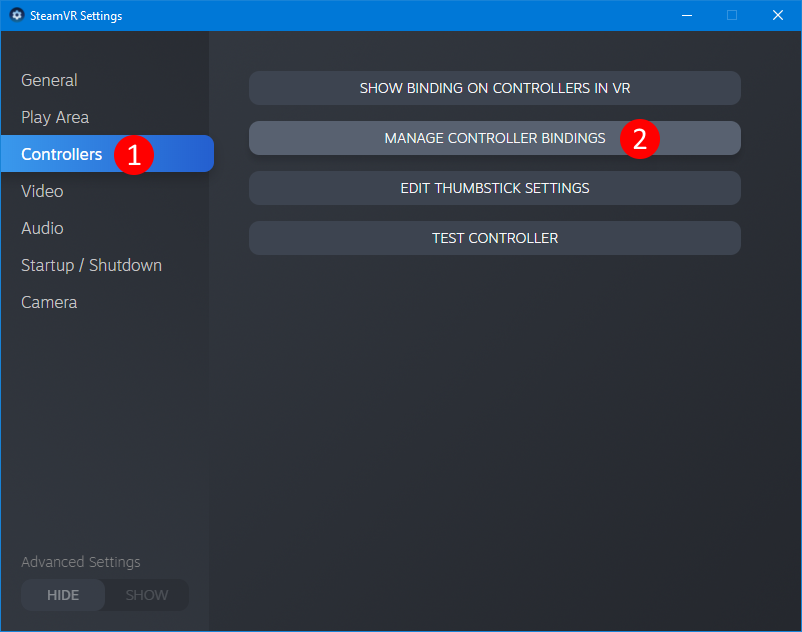 SteamVR Settings
General
Play Area
Controllers 1
Video
Audio
Startup / Shutdown
Camera
Advanced Settings
HIDE SHOW
SHOW BINDING ON CONTROLLERS IN VR
MANAGE CONTROLLER BINDINGS 2
EDIT THUMBSTICK SETTINGS
TEST CONTROLLER